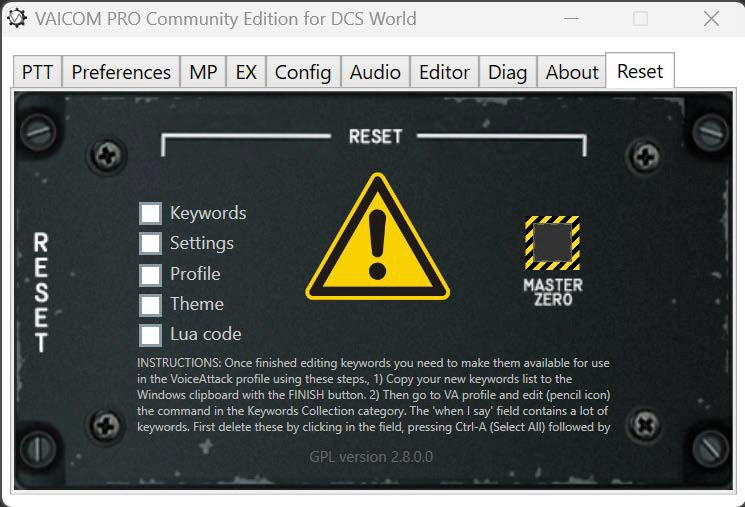 VAICOM PRO Community Edition for DCS World
PTT Preferences MP EX Config Audio Editor Diag About Reset
RESET
RESET
Keywords
Settings
Profile
Theme
Lua code
MASTER
ZERO
INSTRUCTIONS: Once finished editing keywords you need to make them available for use
in the VoiceAttack profile using these steps., 1) Copy your new keywords list to the
Windows clipboard with the FINISH button. 2) Then go to VA profile and edit (pencil icon)
the command in the Keywords Collection category. The 'when I say' field contains a lot of
keywords. First delete these by clicking in the field, pressing Ctrl-A (Select All) followed by
GPL version 2.8.0.0